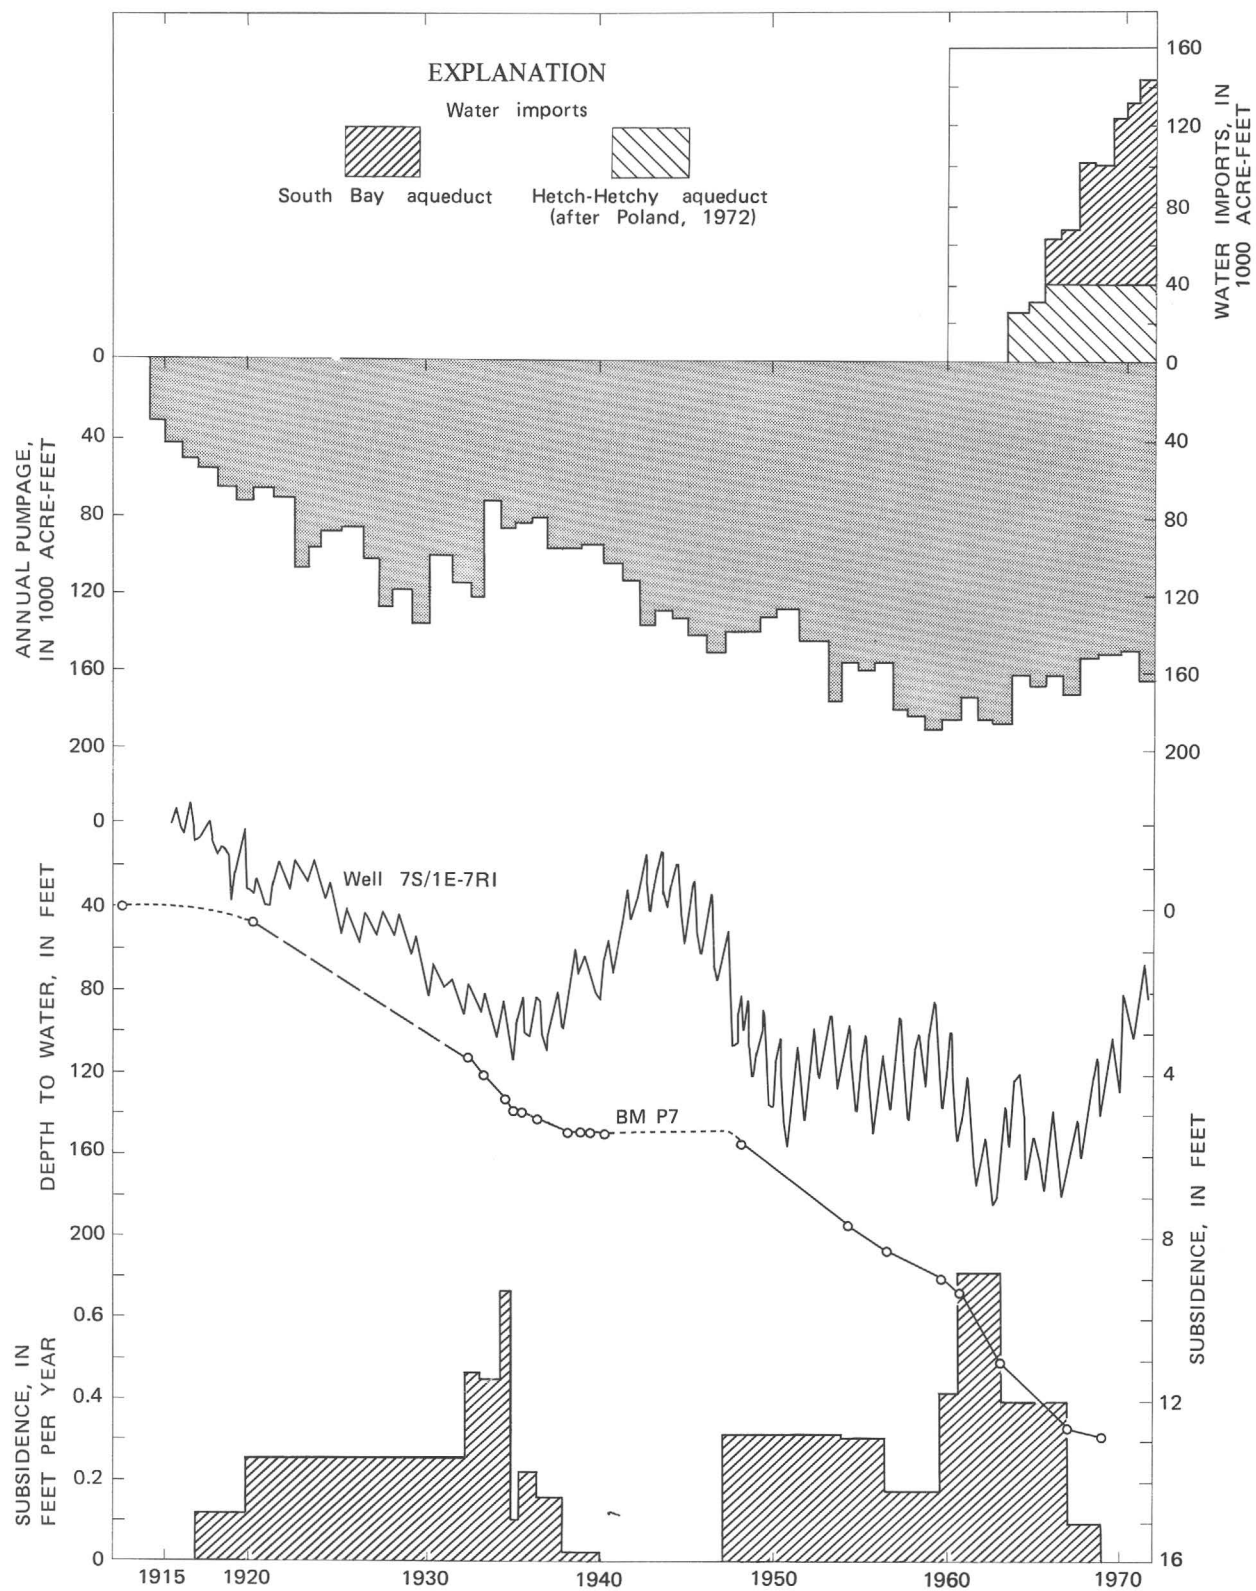 EXPLANATION
Water imports
South Bay aqueduct
Hetch-Hetchy aqueduct
(after Poland, 1972)
160
120
80
40
0
WATER IMPORTS, IN
1000 ACRE-FEET
0
40
80
120
160
200
ANNUAL PUMPAGE,
IN 1000 ACRE-FEET
40
80
120
160
200
0
40
80
120
160
200
DEPTH TO WATER, IN FEET
Well 7S/1E-7RI
BM P7
0
4
8
12
16
SUBSIDENCE, IN FEET
0.6
0.4
0.2
0
SUBSIDENCE, IN
FEET PER YEAR
1915 1920 1930 1940 1950 1960 1970